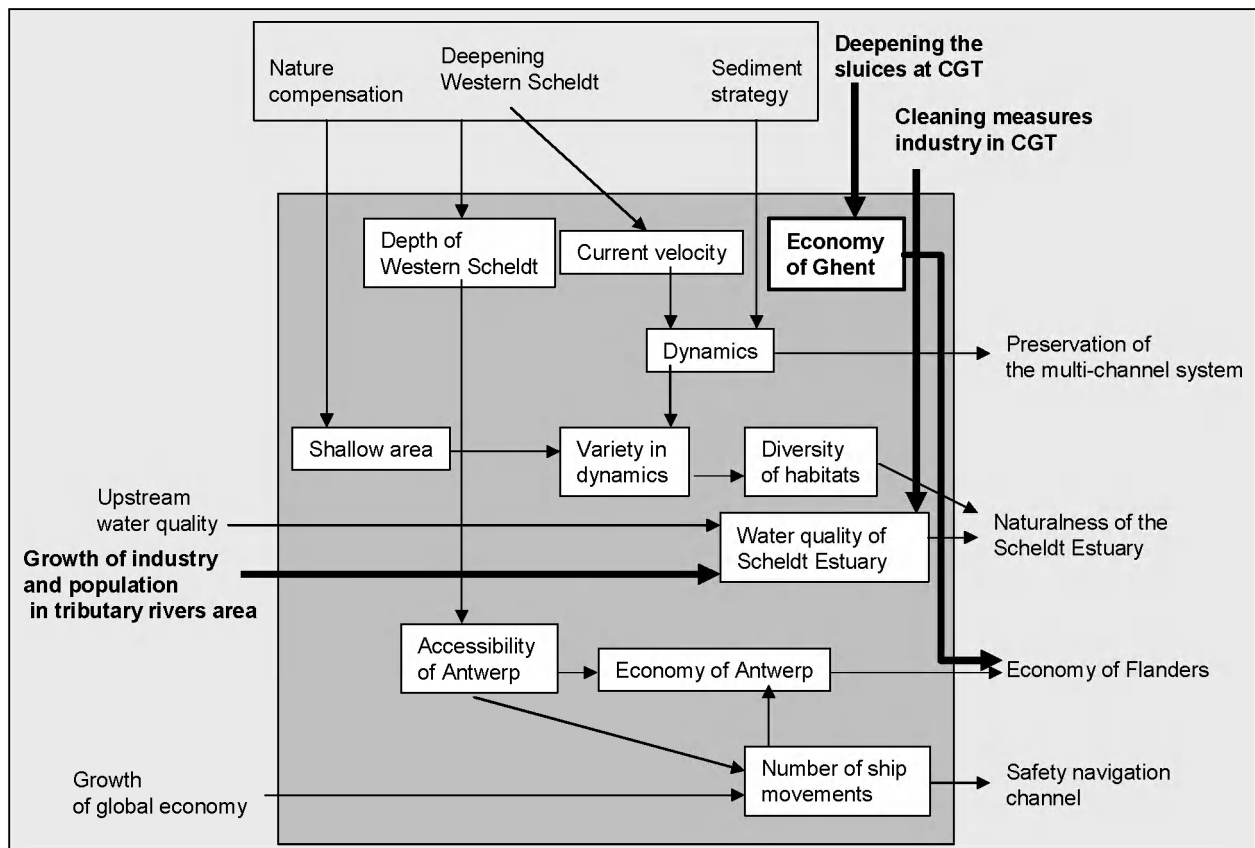 Nature
compensation
Deepening
Western Scheldt
Sediment
strategy
Deepening the
sluices at CGT
Cleaning measures
industry in CGT
Depth of
Western Scheldt
Current velocity
Economy
of Ghent
Dynamics
Preservation of
the multi-channel system
Shallow area
Variety in
dynamics
Diversity
of habitats
Upstream
water quality
Water quality of
Scheldt Estuary
Naturalness of the
Scheldt Estuary
Growth of industry
and population
in tributary rivers area
Accessibility
of Antwerp
Economy of Antwerp
Economy of Flanders
Growth
of global economy
Number of ship
movements
Safety navigation
channel